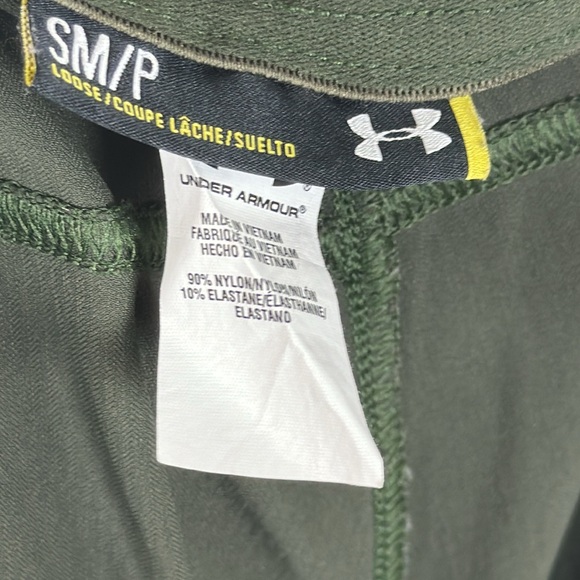 SM/P
LOOSE/COUPE LÂCHE/SUELTO
UNDER ARMOUR®
MADE IN VIETNAM
FABRIQUÉ AU VIETNAM
HECHO EN VIETNAM
90% NYLON/NYLON/NILÓN
10% ELASTANE/ÉLASTHANNE/
ELASTANO